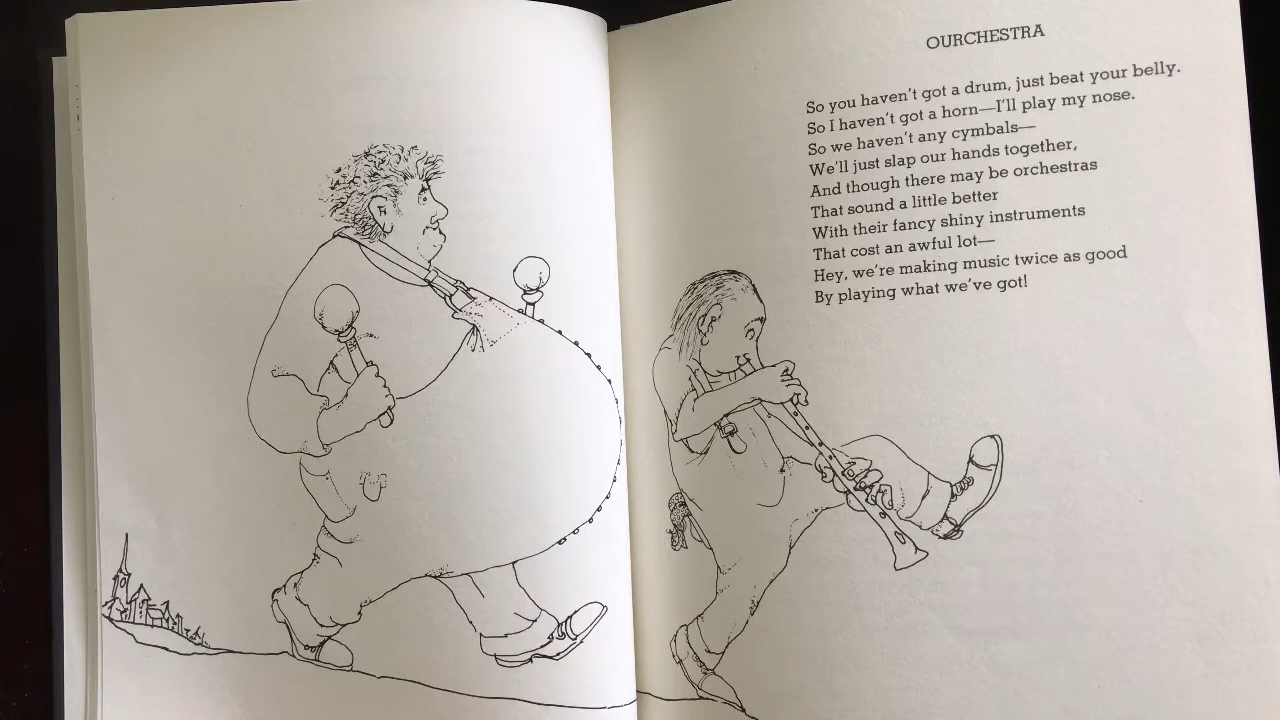 OURCHESTRA
So you haven't got a drum, just beat your belly.
So I haven't got a horn—I'll play my nose.
So we haven't any cymbals—
We'll just slap our hands together,
And though there may be orchestras
That sound a little better
With their fancy shiny instruments
That cost an awful lot—
Hey, we're making music twice as good
By playing what we've got!